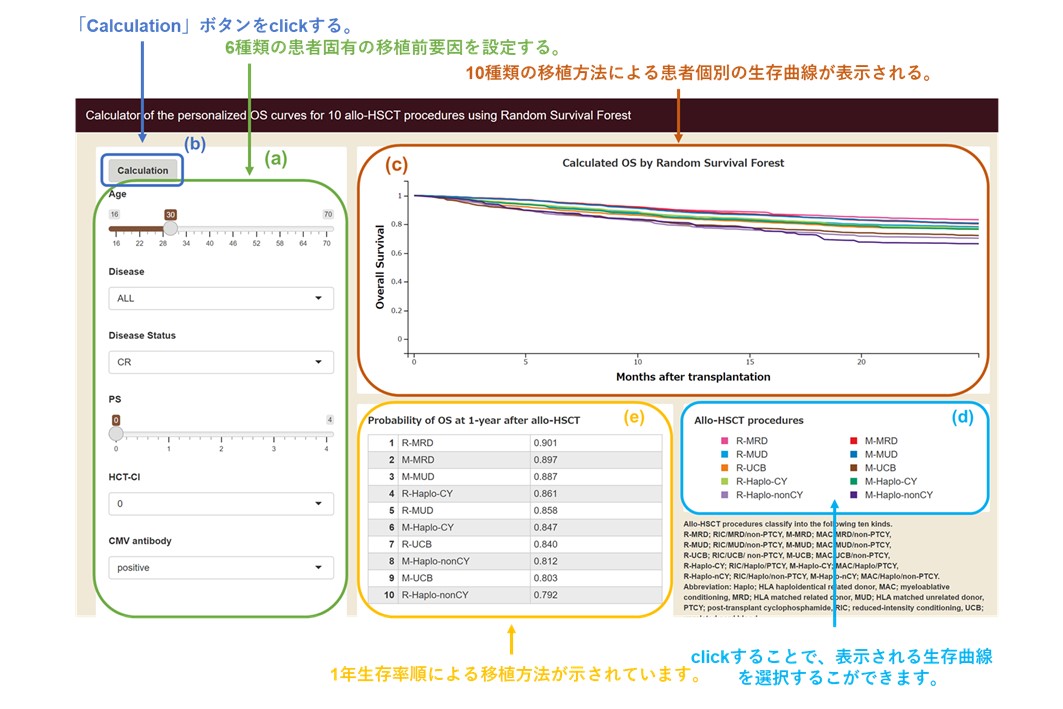 「Calculation」ボタンをclickする。
6種類の患者固有の移植前要因を設定する。
10種類の移植方法による患者個別の生存曲線が表示される。
Calculator of the personalized OS curves for 10 allo-HSCT procedures using Random Survival Forest
(b)
(a)
Calculation
Age
16 30 70
16 22 28 34 40 46 52 58 64 70
Disease
ALL
Disease Status
CR
PS
0 4
0 1 2 3 4
HCT-CI
0
CMV antibody
positive
(c)
Calculated OS by Random Survival Forest
Overall Survival
1
0.8
0.6
0.4
0.2
0
0 5 10 15 20
Months after transplantation
(e)
Probability of OS at 1-year after allo-HSCT
1 R-MRD 0.901
2 M-MRD 0.897
3 M-MUD 0.887
4 R-Haplo-CY 0.861
5 R-MUD 0.858
6 M-Haplo-CY 0.847
7 R-UCB 0.840
8 M-Haplo-nonCY 0.812
9 M-UCB 0.803
10 R-Haplo-nonCY 0.792
(d)
Allo-HSCT procedures
R-MRD M-MRD
R-MUD M-MUD
R-UCB M-UCB
R-Haplo-CY M-Haplo-CY
R-Haplo-nonCY M-Haplo-nonCY
Allo-HSCT procedures classify into the following ten kinds.
R-MRD; RIC/MRD/non-PTCY, M-MRD; MAC/MRD/non-PTCY,
R-MUD; RIC/MUD/non-PTCY, M-MUD; MAC/MUD/non-PTCY,
R-UCB; RIC/UCB/ non-PTCY, M-UCB; MAC/UCB/non-PTCY,
R-Haplo-CY; RIC/Haplo/PTCY, M-Haplo-CY; MAC/Haplo/PTCY,
R-Haplo-nCY; RIC/Haplo/non-PTCY, M-Haplo-nCY; MAC/Haplo/non-PTCY.
Abbreviation: Haplo; HLA haploidentical related donor, MAC; myeloablative
conditioning, MRD; HLA matched related donor, MUD; HLA matched unrelated donor,
PTCY; post-transplant cyclophosphamide, RIC; reduced-intensity conditioning, UCB;
1年生存率順による移植方法が示されています。
clickすることで、表示される生存曲線
を選択するこができます。